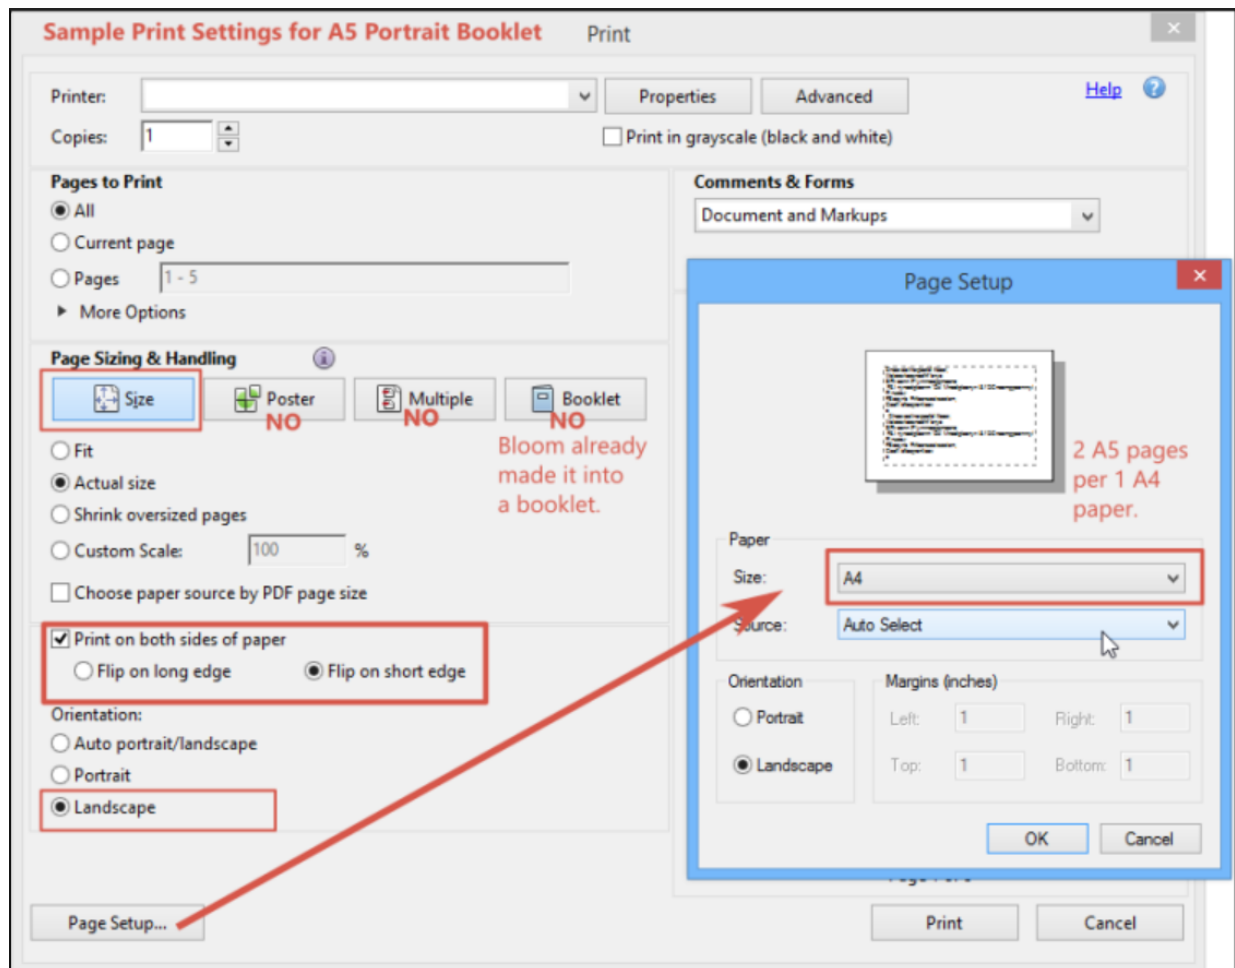 Sample Print Settings for A5 Portrait Booklet Print
Printer: Properties Advanced Help ?
Copies: 1 Print in grayscale (black and white)
Pages to Print
All
Current page
Pages 1 - 5
More Options
Comments & Forms
Document and Markups
Page Sizing & Handling i
Size Poster Multiple Booklet
NO NO NO
Bloom already
made it into
a booklet.
Fit
Actual size
Shrink oversized pages
Custom Scale: 100 %
Choose paper source by PDF page size
Print on both sides of paper
Flip on long edge Flip on short edge
Orientation:
Auto portrait/landscape
Portrait
Landscape
Page Setup...
Page Setup
2 A5 pages
per 1 A4
paper.
Paper
Size: A4
Source: Auto Select
Orientation
Portrait
Landscape
Margins (inches)
Left: 1 Right: 1
Top: 1 Bottom: 1
OK Cancel
Print Cancel